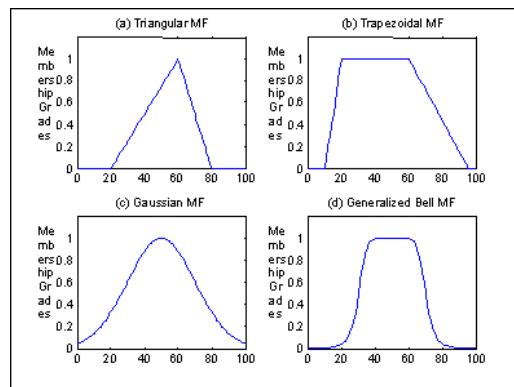 (a) Triangular MF
Me
mb
ers
hip
Gr
ad
es
1
0.8
0.6
0.4
0.2
0
0 20 40 60 80 100
(b) Trapezoidal MF
Me
mb
ers
hip
Gr
ad
es
1
0.8
0.6
0.4
0.2
0
0 20 40 60 80 100
(c) Gaussian MF
Me
mb
ers
hip
Gr
ad
es
1
0.8
0.6
0.4
0.2
0
0 20 40 60 80 100
(d) Generalized Bell MF
Me
mb
ers
hip
Gr
ad
es
1
0.8
0.6
0.4
0.2
0
0 20 40 60 80 100